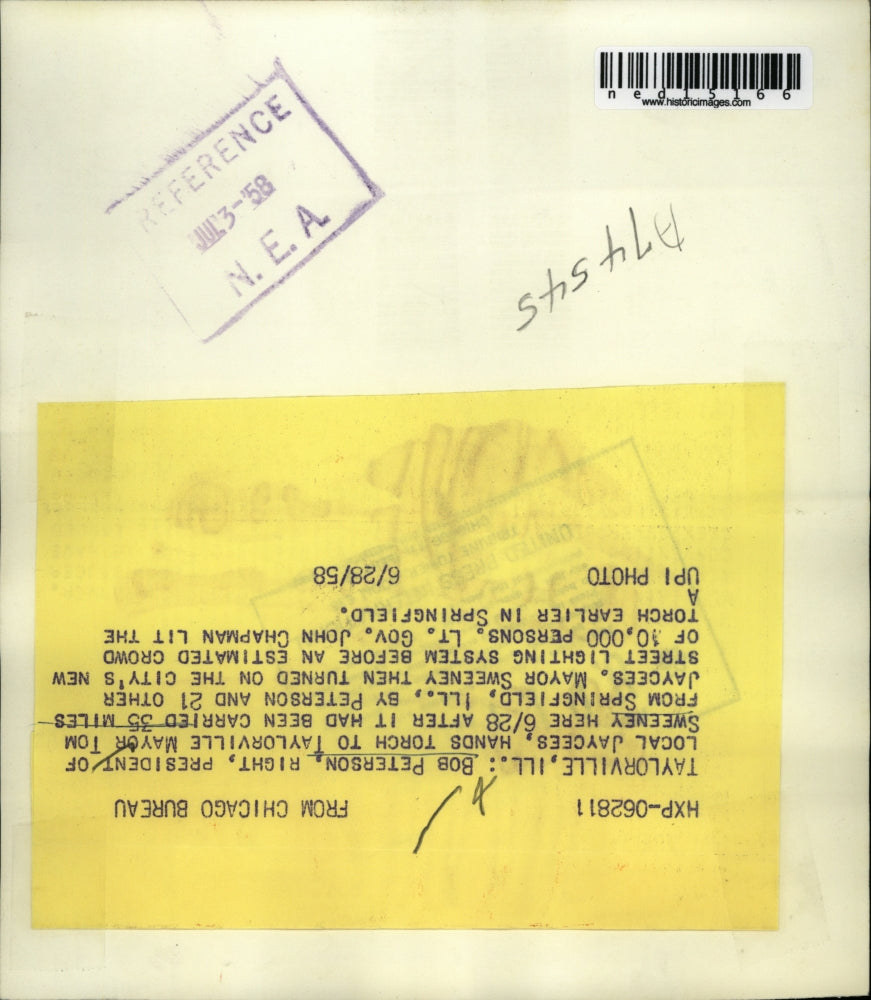 ned15166
www.historicimages.com
REFERENCE
JUL 3-'58
N. E. A.
A74545
HXP-062811 FROM CHICAGO BUREAU
TAYLORVILLE, ILL.: BOB PETERSON, RIGHT, PRESIDENT OF
LOCAL JAYCEES, HANDS TORCH TO TAYLORVILLE MAYOR TOM
SWEENEY HERE 6/28 AFTER IT HAD BEEN CARRIED 35 MILES
FROM SPRINGFIELD, ILL., BY PETERSON AND 21 OTHER
JAYCEES. MAYOR SWEENEY THEN TURNED ON THE CITY'S NEW
STREET LIGHTING SYSTEM BEFORE AN ESTIMATED CROWD
OF 10,000 PERSONS. LT. GOV. JOHN CHAPMAN LIT THE
TORCH EARLIER IN SPRINGFIELD.
A
UPI PHOTO 6/28/58